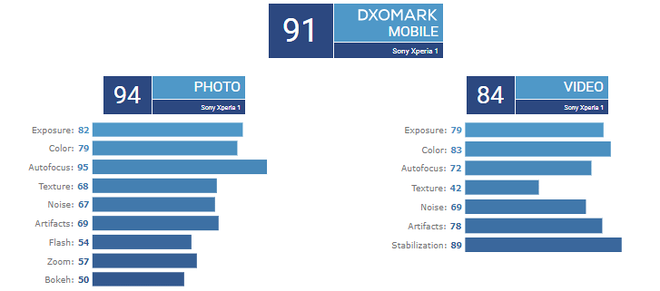 91 DXOMARK
MOBILE
Sony Xperia 1
94 PHOTO
Sony Xperia 1
Exposure: 82
Color: 79
Autofocus: 95
Texture: 68
Noise: 67
Artifacts: 69
Flash: 54
Zoom: 57
Bokeh: 50
84 VIDEO
Sony Xperia 1
Exposure: 79
Color: 83
Autofocus: 72
Texture: 42
Noise: 69
Artifacts: 78
Stabilization: 89